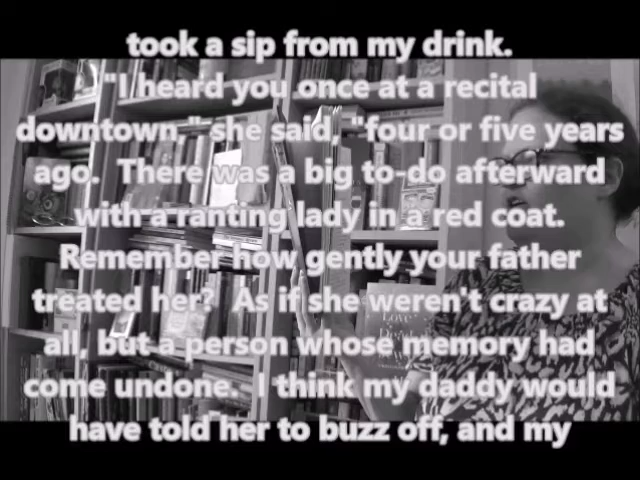 took a sip from my drink.
"I heard you once at a recital
downtown," she said, "four or five years
ago.  There was a big to-do afterward
with a ranting lady in a red coat.
Remember how gently your father
treated her?  As if she weren't crazy at
all, but a person whose memory had
come undone.  I think my daddy would
have told her to buzz off, and my